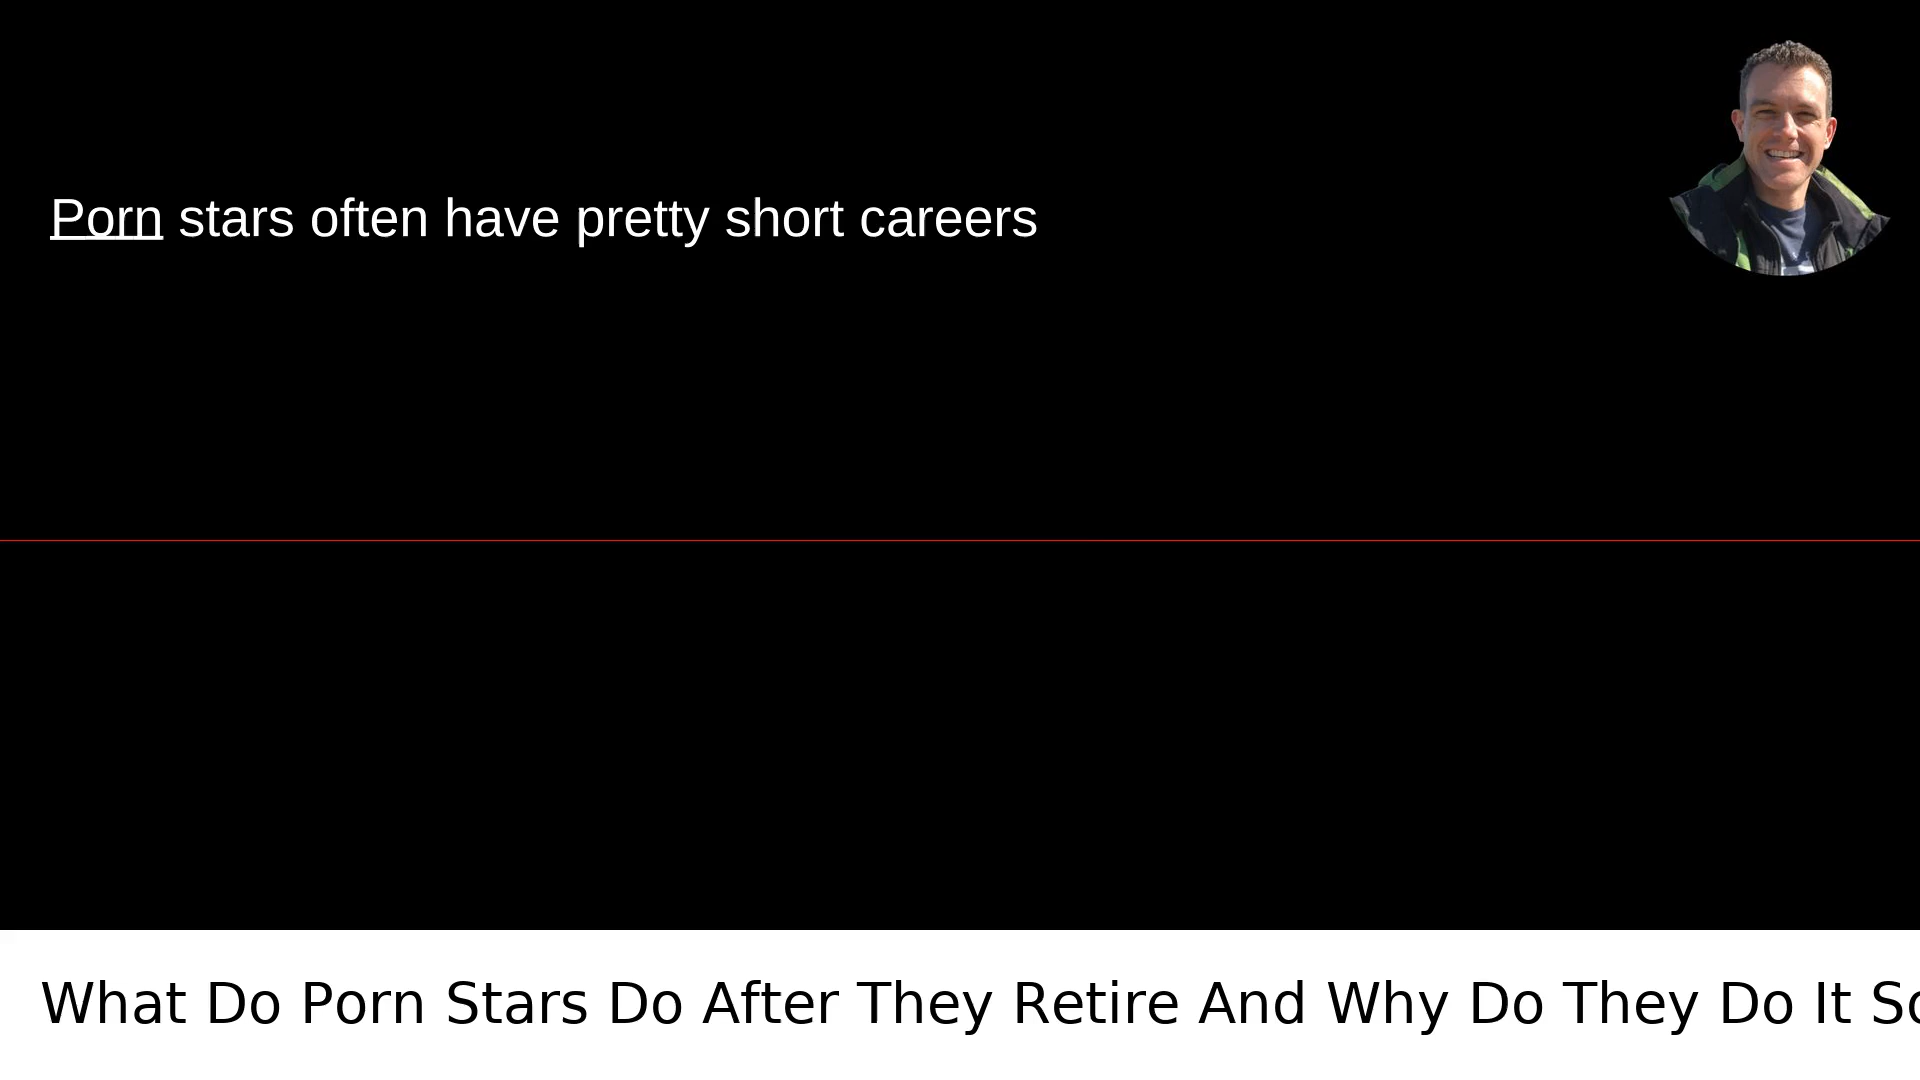 Porn stars often have pretty short careers
What Do Porn Stars Do After They Retire And Why Do They Do It